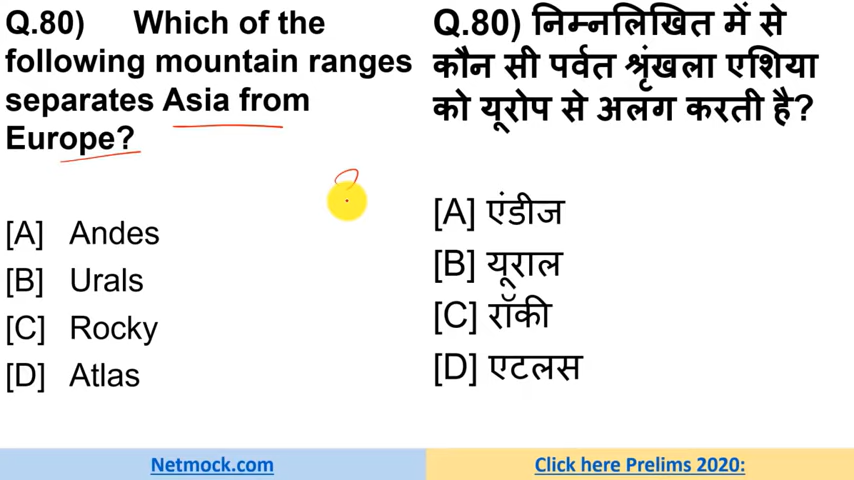 Q.80) Which of the
following mountain ranges
separates Asia from
Europe?
[A] Andes
[B] Urals
[C] Rocky
[D] Atlas
Q.80) निम्नलिखित में से
कौन सी पर्वत श्रृंखला एशिया
को यूरोप से अलग करती है?
[A] एंडीज
[B] यूराल
[C] रॉकी
[D] एटलस
Netmock.com
Click here Prelims 2020: